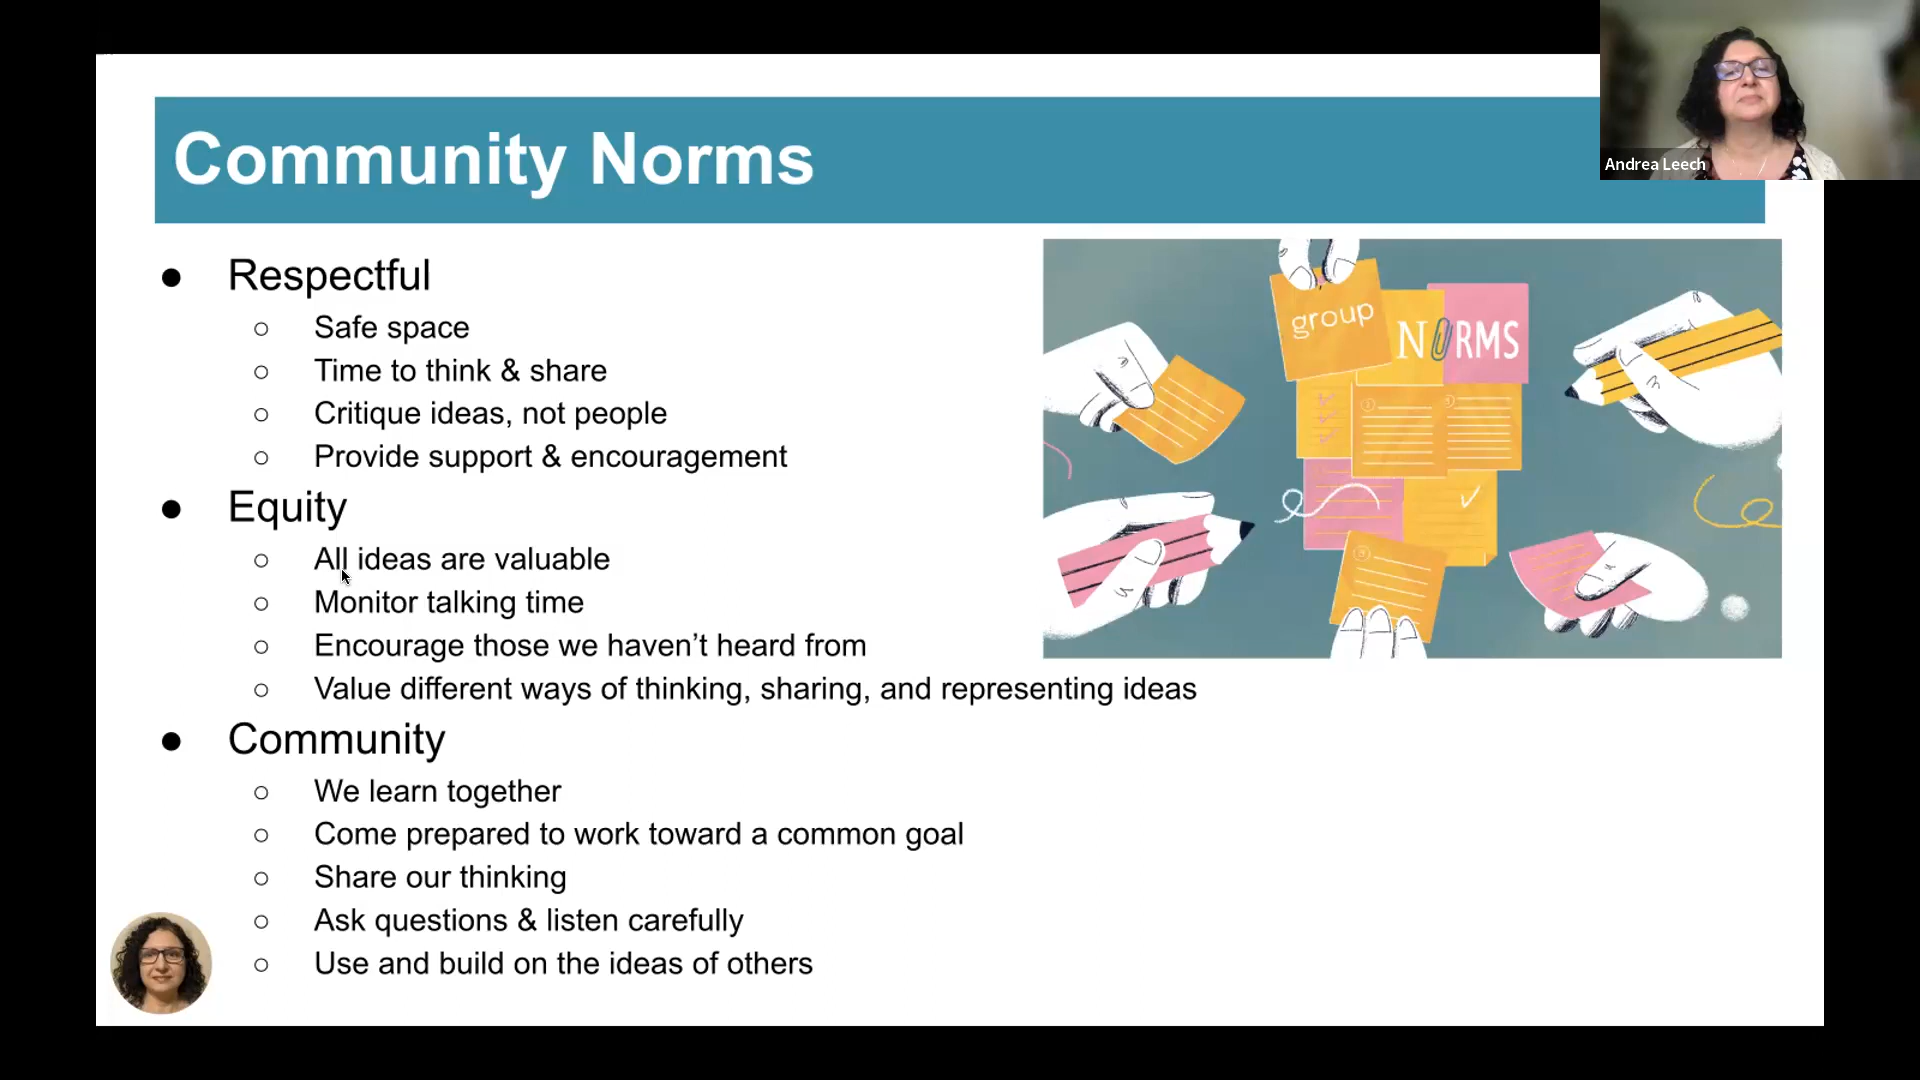 Community Norms
Andrea Leech
● Respectful
○ Safe space
○ Time to think & share
○ Critique ideas, not people
○ Provide support & encouragement
● Equity
○ All ideas are valuable
○ Monitor talking time
○ Encourage those we haven’t heard from
○ Value different ways of thinking, sharing, and representing ideas
● Community
○ We learn together
○ Come prepared to work toward a common goal
○ Share our thinking
○ Ask questions & listen carefully
○ Use and build on the ideas of others
group
NORMS